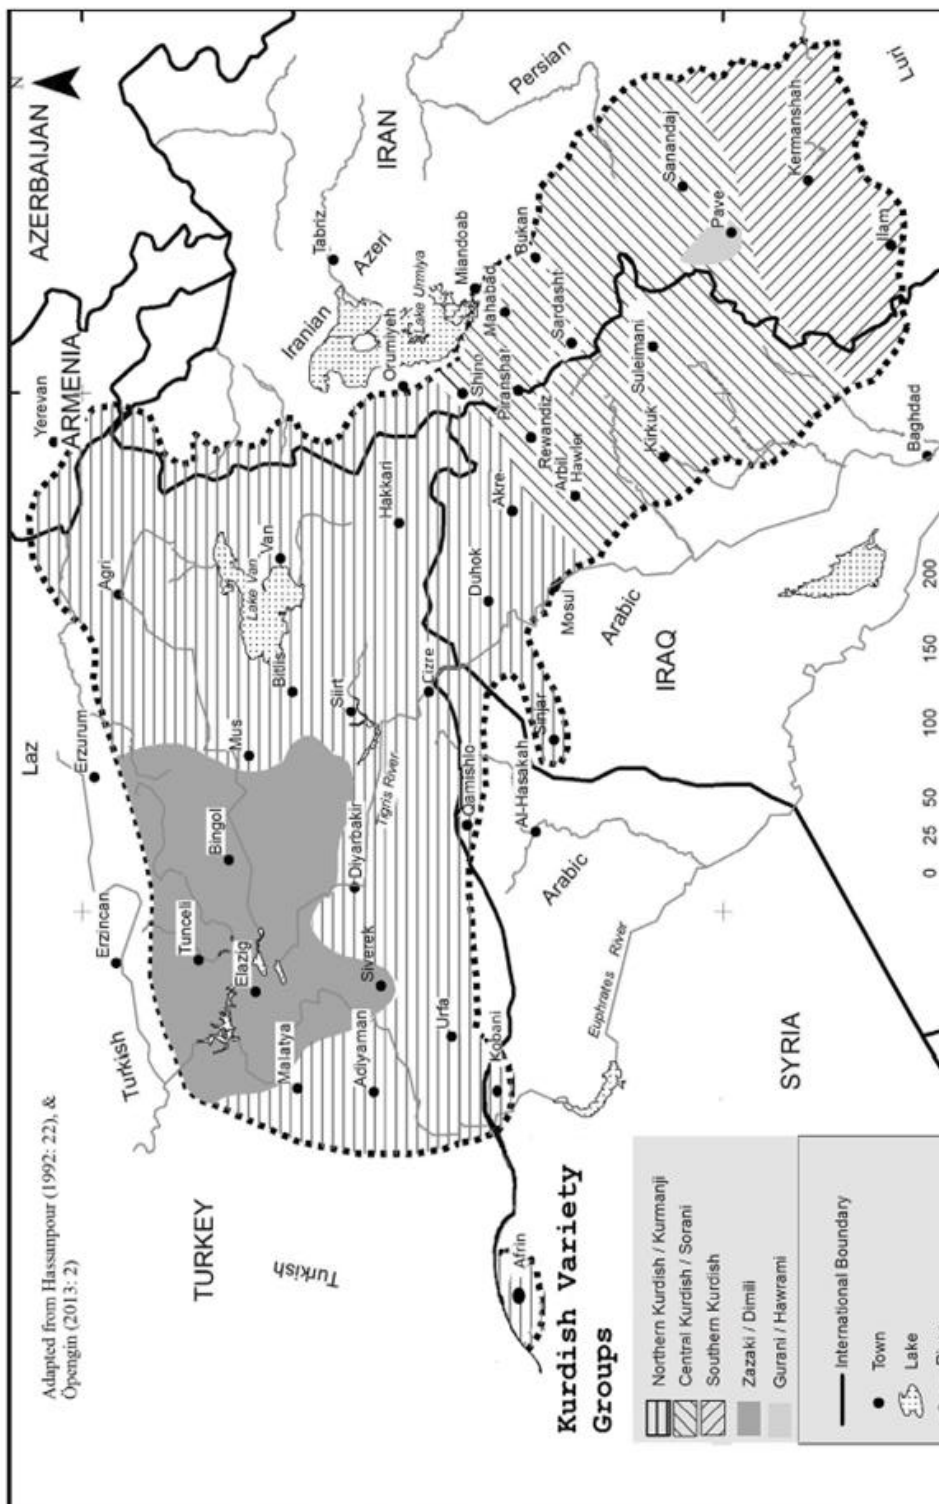 Adapted from Hassanpour (1992: 22), &
Öpengin (2013: 2)
N
AZERBAIJAN
ARMENIA
Yerevan
Laz
Erzurum
Erzincan
Turkish
TURKEY
Turkish
Agri
Tunceli
Bingol
Mus
Elazig
Lake Van
Van
Bitlis
Malatya
Adiyaman
Siverek
Diyarbakir
Siirt
Tigris River
Hakkari
Cizre
Urfa
Kobani
Qamishlo
Afrin
Al-Hasakah
Arabic
Euphrates River
SYRIA
Duhok
Akre
Sinjar
Mosul
Arabic
IRAQ
Rewandiz
Arbil
Hawler
Kirkuk
Suleimani
Baghdad
IRAN
Tabriz
Azeri
Iranian
Lake Urmiya
Orumiyeh
Miandoab
Mahabad
Shino
Piranshar
Bukan
Sardasht
Persian
Sanandaj
Pave
Kermanshah
Ilam
Luri
Kurdish Variety
Groups
Northern Kurdish / Kurmanji
Central Kurdish / Sorani
Southern Kurdish
Zazaki / Dimili
Gurani / Hawrami
International Boundary
Town
Lake
0 25 50 100 150 200